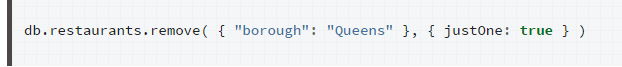 db.restaurants.remove( { "borough": "Queens" }, { justOne: true } )